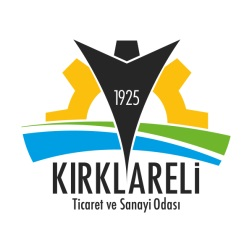 1925
KIRKLARELİ
Ticaret ve Sanayi Odası